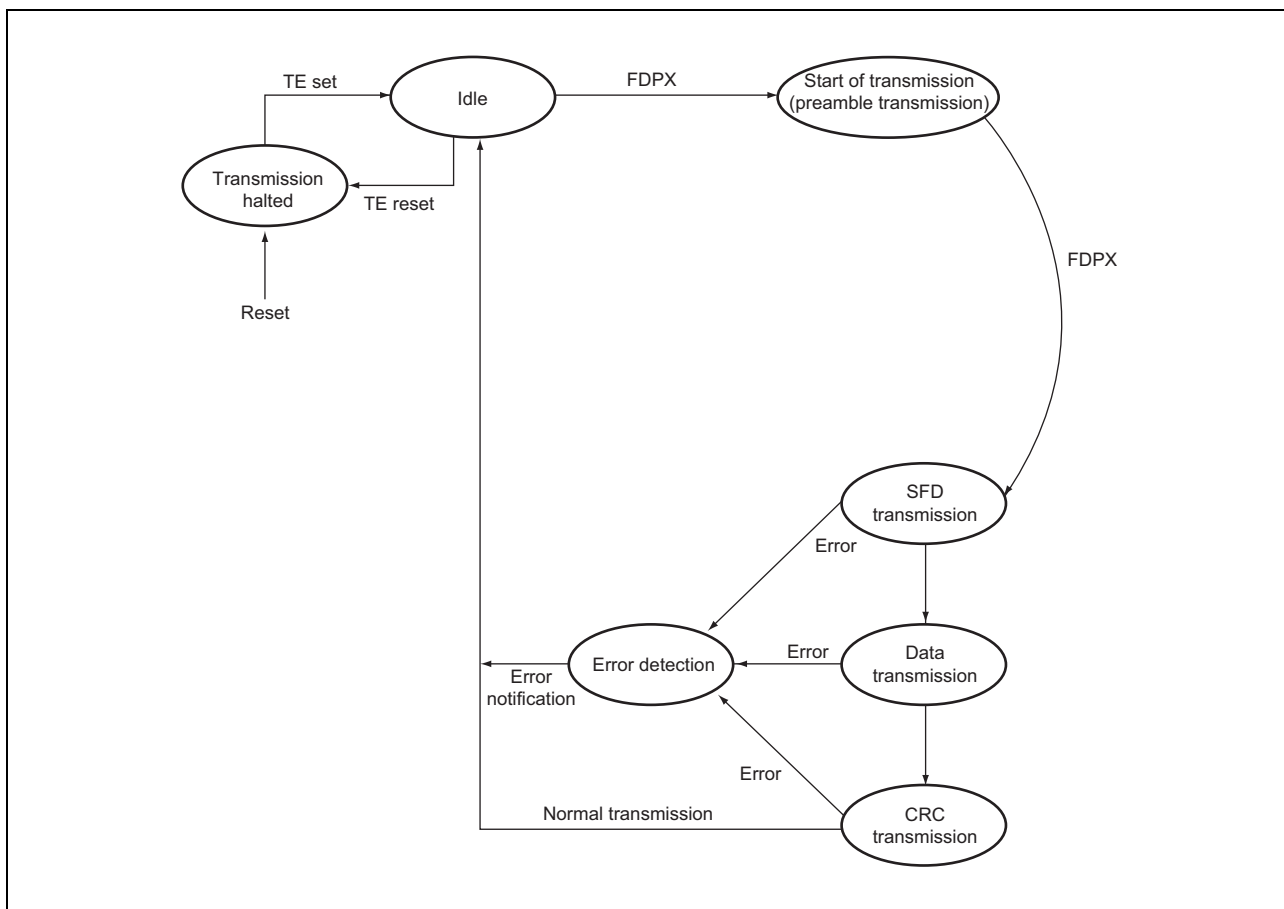 TE set
Idle
FDPX
Start of transmission
(preamble transmission)
Transmission
halted
TE reset
Reset
FDPX
SFD
transmission
Error
Error detection
Error
Data
transmission
Error
notification
Error
Normal transmission
CRC
transmission